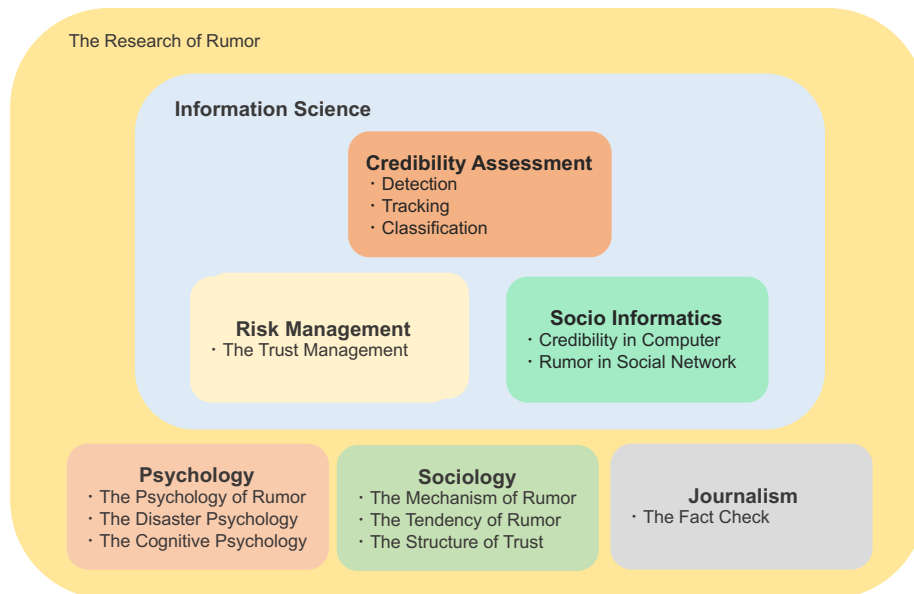 The Research of Rumor
Information Science
Credibility Assessment
・Detection
・Tracking
・Classification
Risk Management
・The Trust Management
Socio Informatics
・Credibility in Computer
・Rumor in Social Network
Psychology
・The Psychology of Rumor
・The Disaster Psychology
・The Cognitive Psychology
Sociology
・The Mechanism of Rumor
・The Tendency of Rumor
・The Structure of Trust
Journalism
・The Fact Check